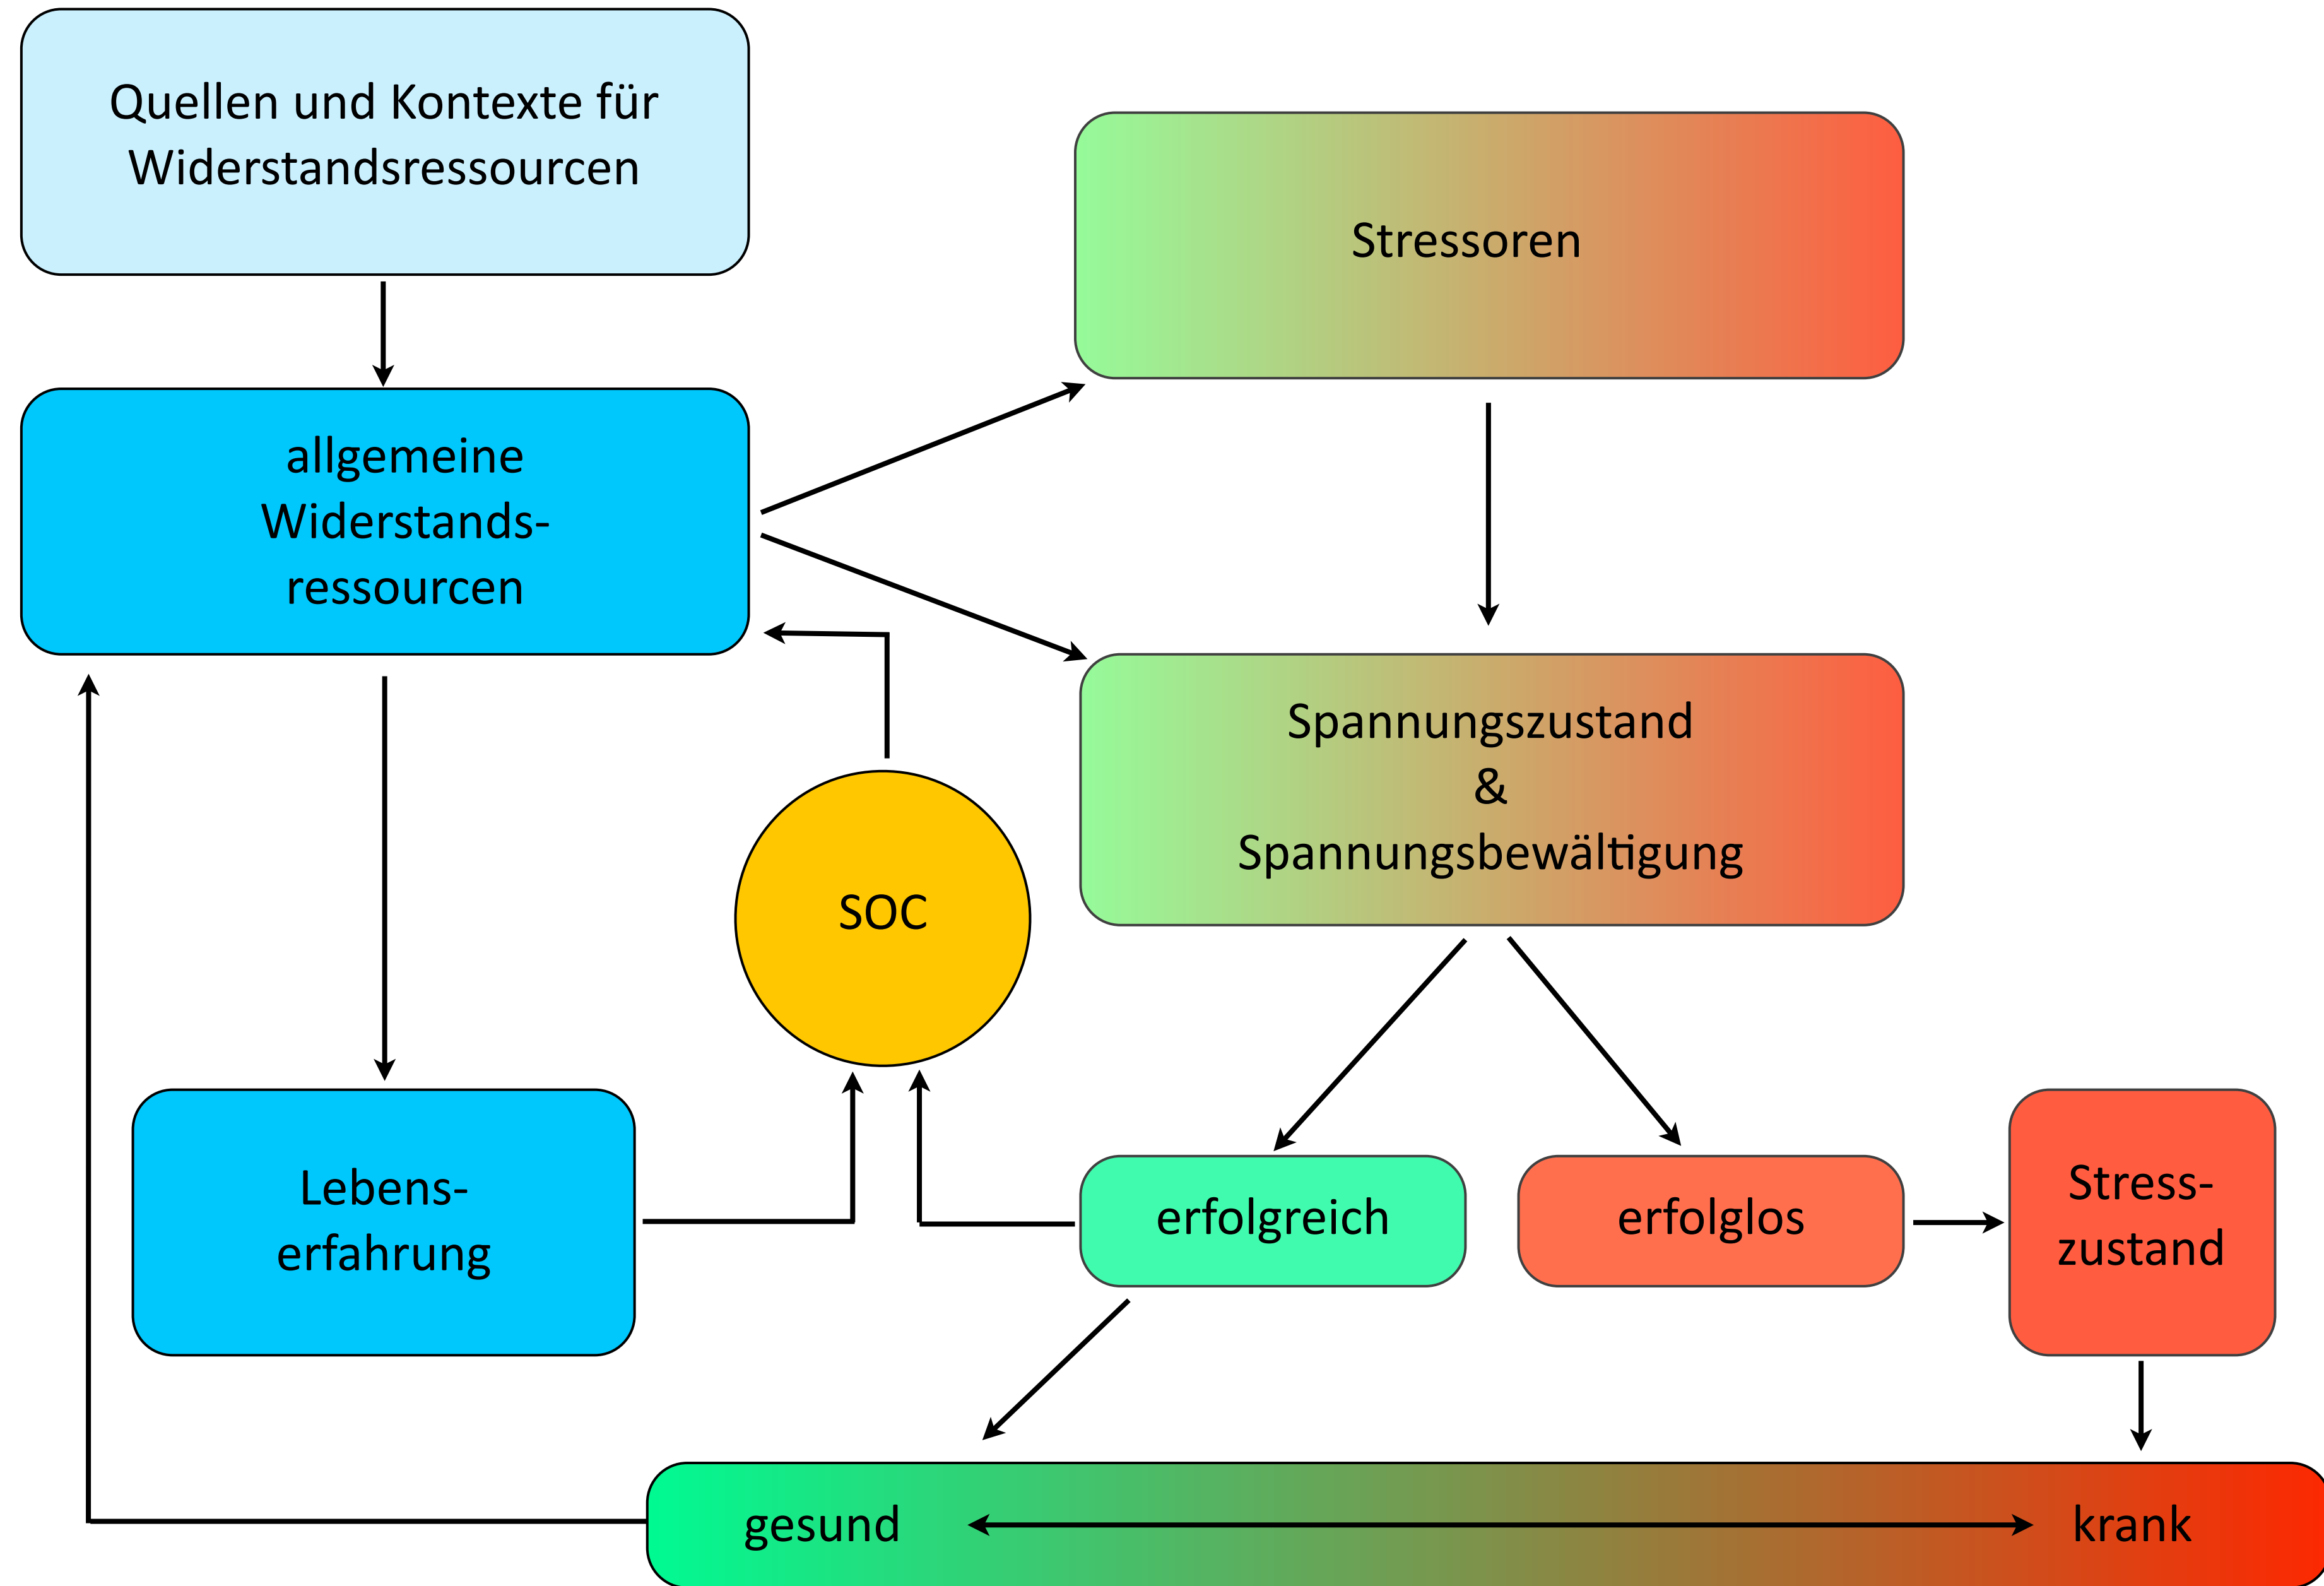 Quellen und Kontexte für
Widerstandsressourcen
Stressoren
allgemeine
Widerstands-
ressourcen
Spannungszustand
&
Spannungsbewältigung
SOC
Lebens-
erfahrung
erfolgreich
erfolglos
Stress-
zustand
gesund
krank